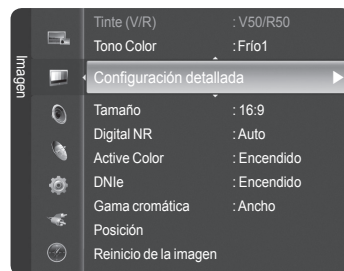 Imagen
Tinte (V/R) : V50/R50
Tono Color : Frío1
Configuración detallada
Tamaño : 16:9
Digital NR : Auto
Active Color : Encendido
DNIe : Encendido
Gama cromática : Ancho
Posición
Reinicio de la imagen